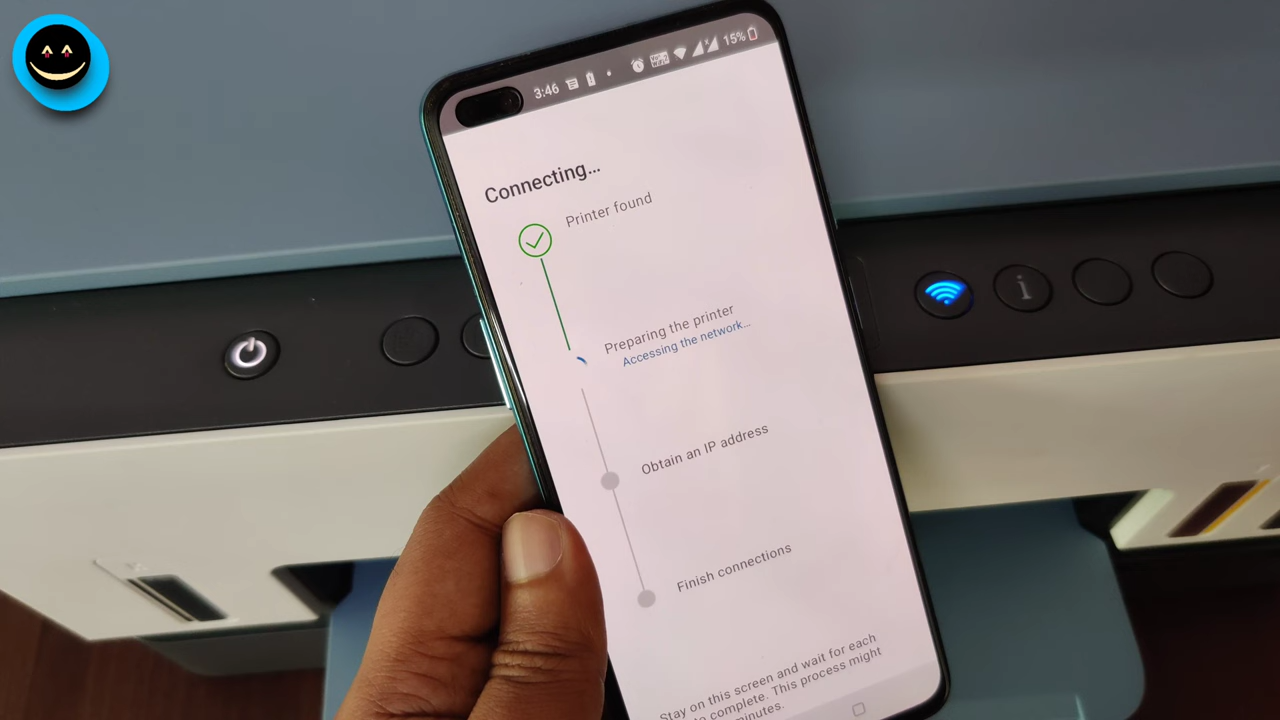 3:46
15%
Connecting...
Printer found
Preparing the printer
Accessing the network...
Obtain an IP address
Finish connections
Stay on this screen and wait for each
to complete. This process might
minutes.